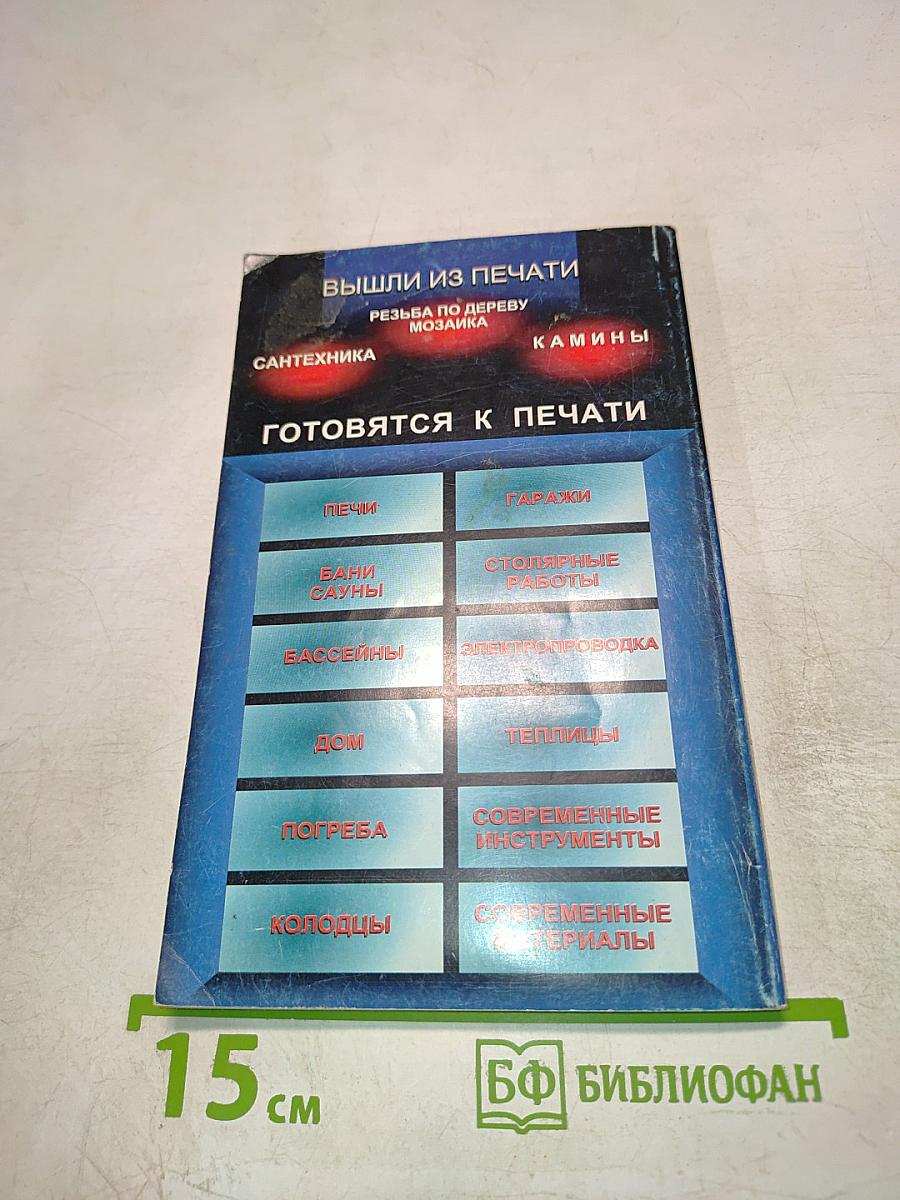 ВЫШЛИ ИЗ ПЕЧАТИ
РЕЗЬБА ПО ДЕРЕВУ
МОЗАИКА
САНТЕХНИКА
КАМИНЫ
ГОТОВЯТСЯ К ПЕЧАТИ
ПЕЧИ
ГАРАЖИ
БАНИ
САУНЫ
СТОЛЯРНЫЕ
РАБОТЫ
БАССЕЙНЫ
ЭЛЕКТРОПРОВОДКА
ДОМ
ТЕПЛИЦЫ
ПОГРЕБА
СОВРЕМЕННЫЕ
ИНСТРУМЕНТЫ
КОЛОДЦЫ
СОВРЕМЕННЫЕ
МАТЕРИАЛЫ
15 см
БФ БИБЛИОФАН